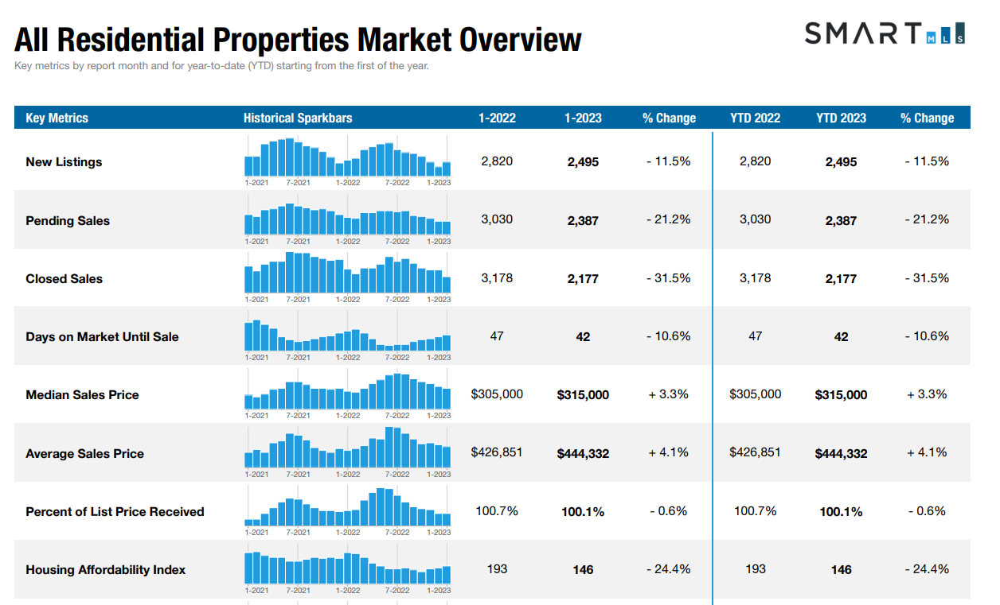 All Residential Properties Market Overview
SMART MLS
Key metrics by report month and for year-to-date (YTD) starting from the first of the year.
Key Metrics Historical Sparkbars 1-2022 1-2023 % Change YTD 2022 YTD 2023 % Change
New Listings 2,820 2,495 - 11.5% 2,820 2,495 - 11.5%
1-2021 7-2021 1-2022 7-2022 1-2023
Pending Sales 3,030 2,387 - 21.2% 3,030 2,387 - 21.2%
1-2021 7-2021 1-2022 7-2022 1-2023
Closed Sales 3,178 2,177 - 31.5% 3,178 2,177 - 31.5%
1-2021 7-2021 1-2022 7-2022 1-2023
Days on Market Until Sale 47 42 - 10.6% 47 42 - 10.6%
1-2021 7-2021 1-2022 7-2022 1-2023
Median Sales Price $305,000 $315,000 + 3.3% $305,000 $315,000 + 3.3%
1-2021 7-2021 1-2022 7-2022 1-2023
Average Sales Price $426,851 $444,332 + 4.1% $426,851 $444,332 + 4.1%
1-2021 7-2021 1-2022 7-2022 1-2023
Percent of List Price Received 100.7% 100.1% - 0.6% 100.7% 100.1% - 0.6%
1-2021 7-2021 1-2022 7-2022 1-2023
Housing Affordability Index 193 146 - 24.4% 193 146 - 24.4%
1-2021 7-2021 1-2022 7-2022 1-2023